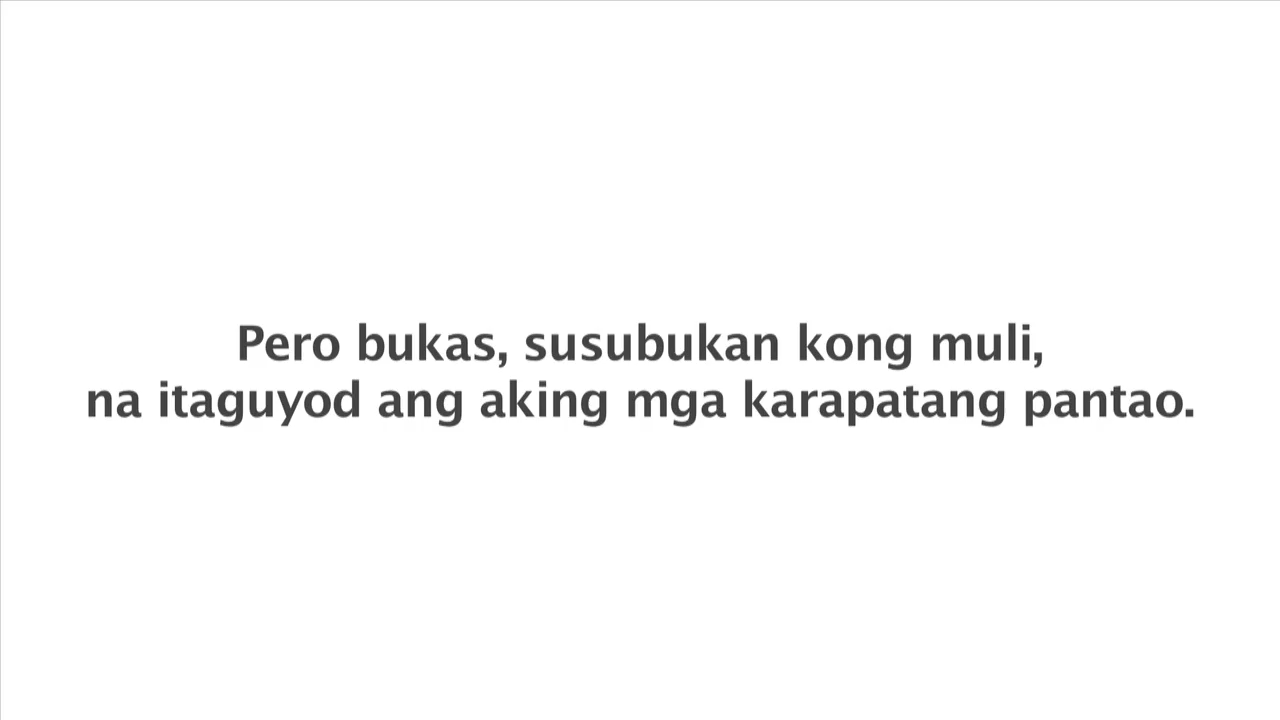 Pero bukas, susubukan kong muli,
na itaguyod ang aking mga karapatang pantao.